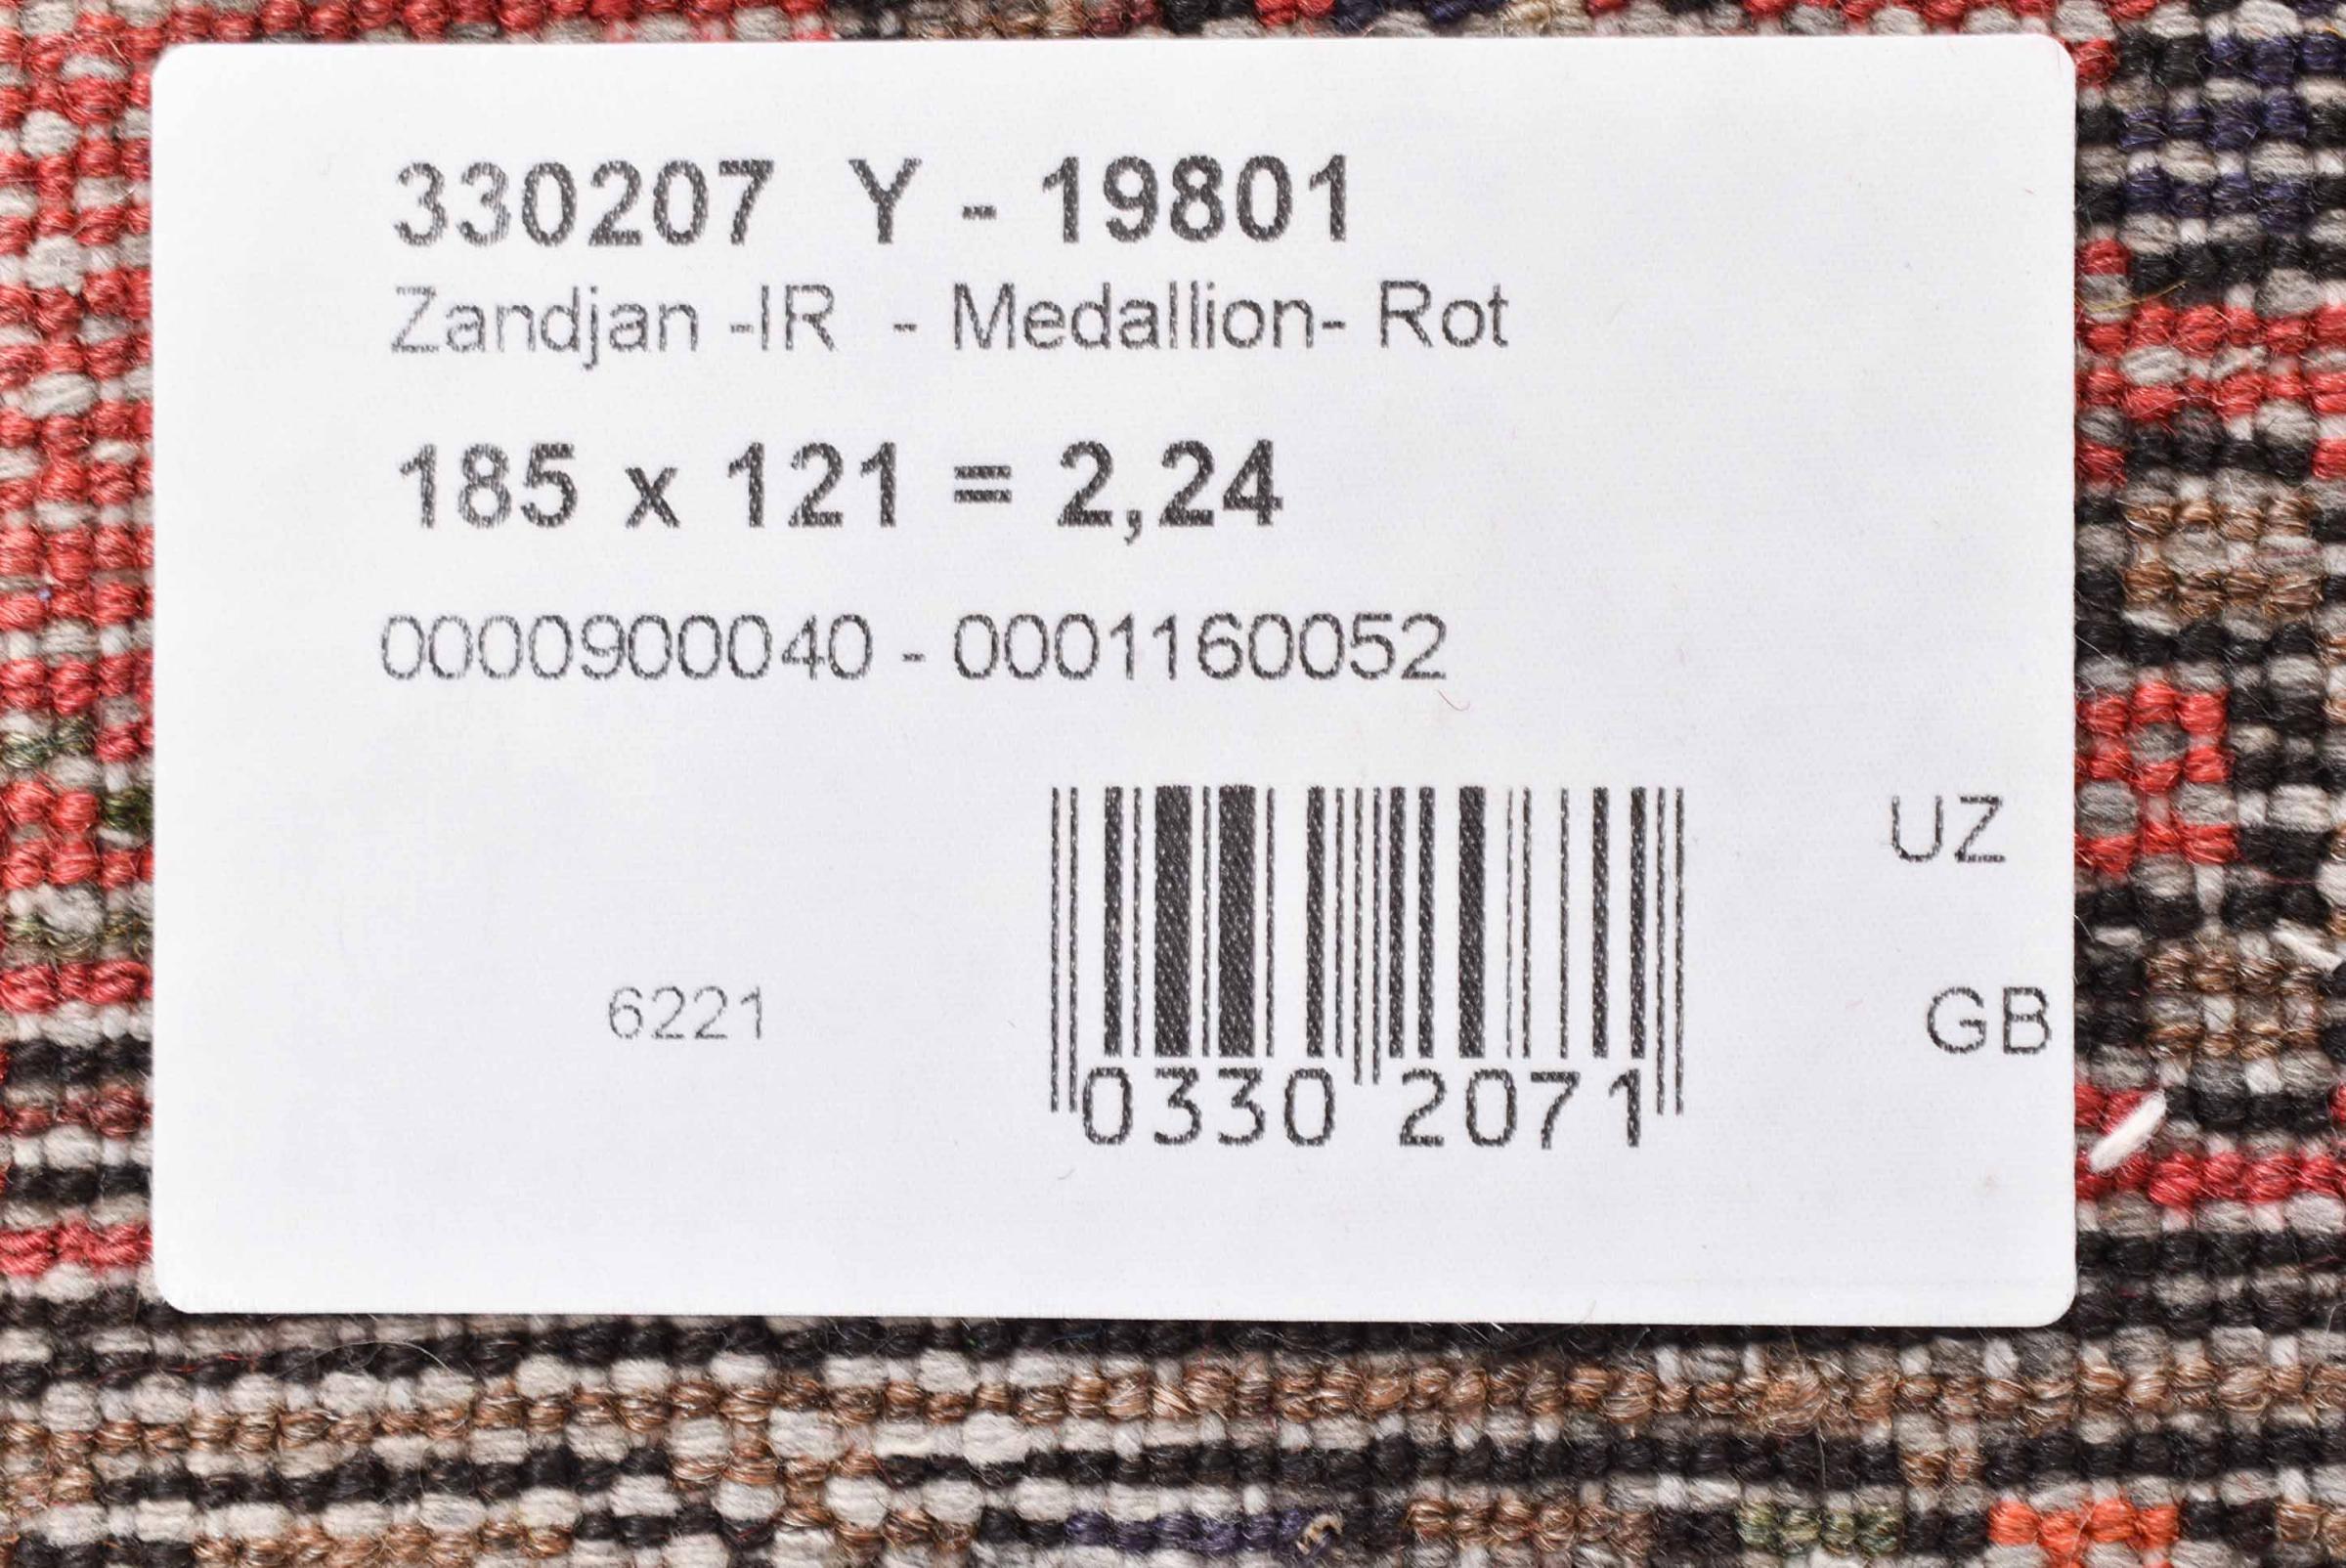 330207 Y - 19801
Zandjan -IR - Medallion- Rot
185 x 121 = 2,24
0000900040 - 0001160052
UZ
6221
GB
0330 2071